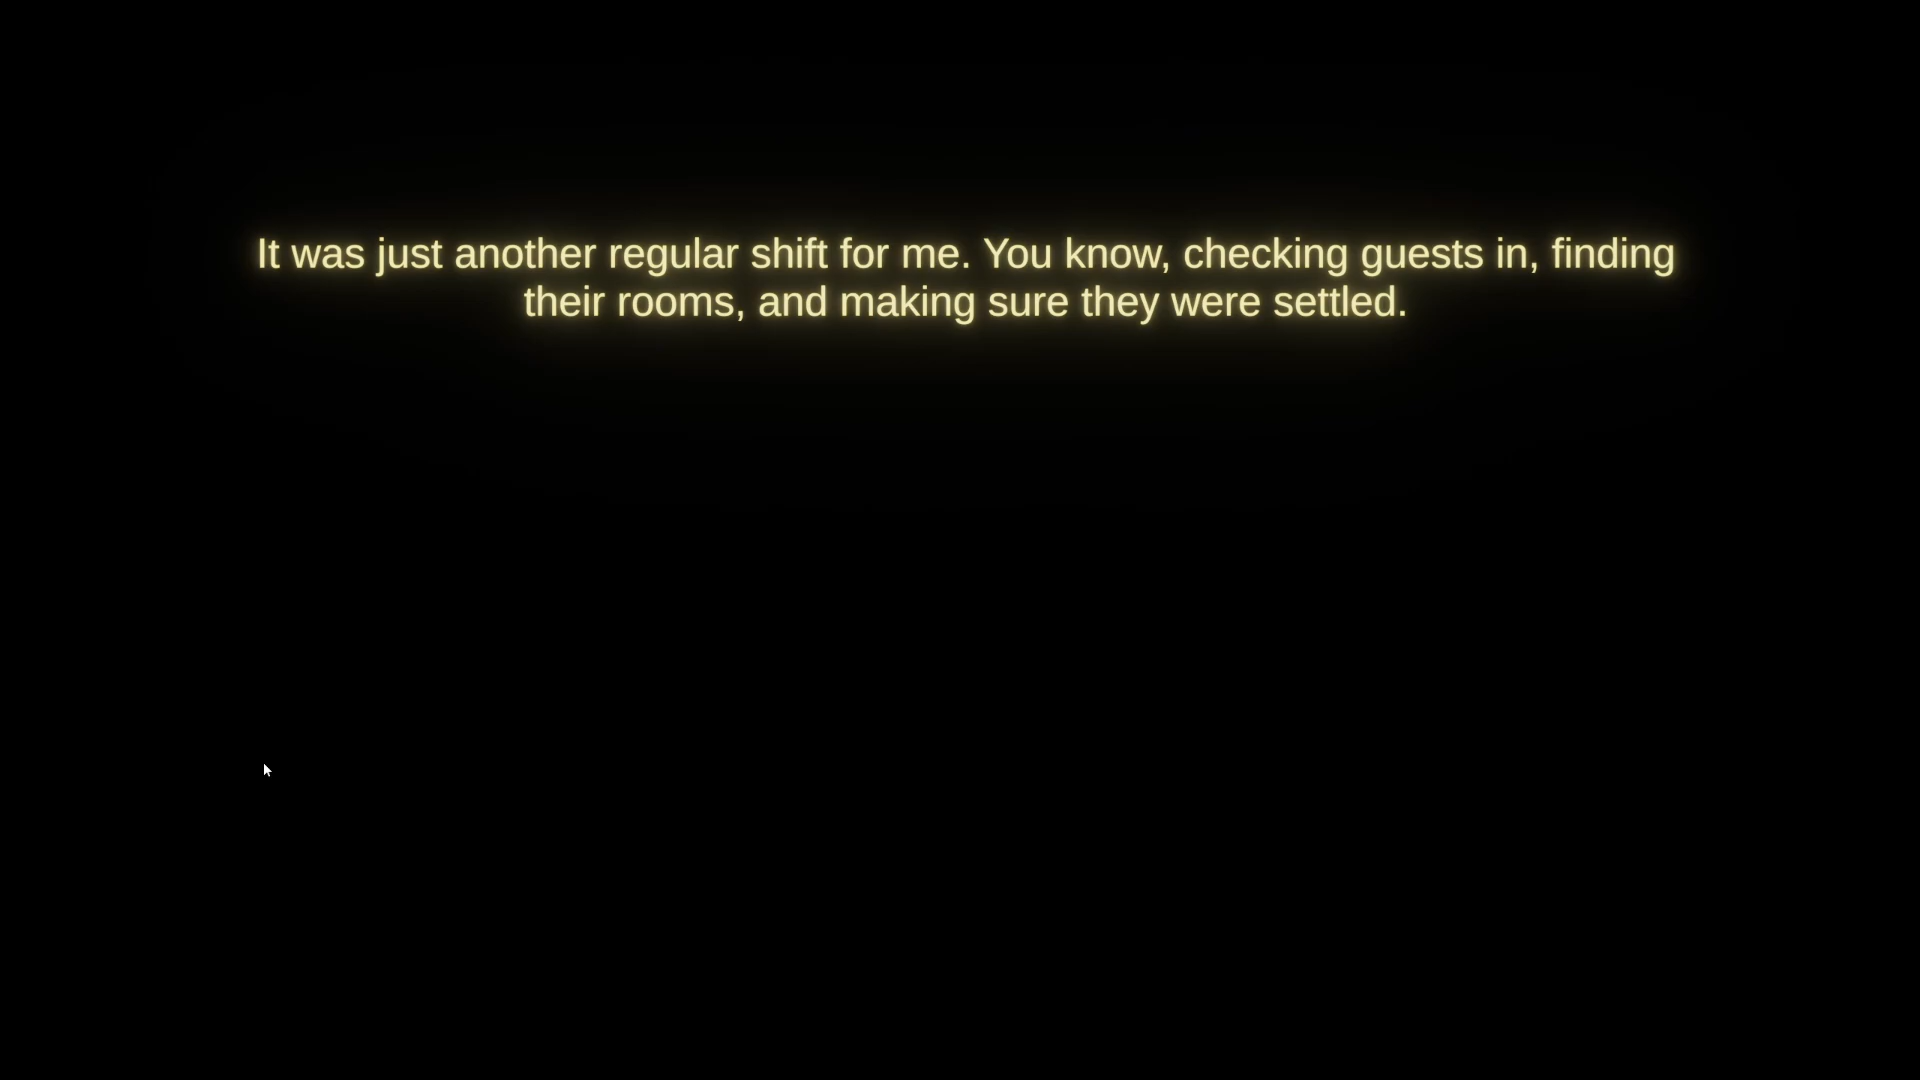 It was just another regular shift for me. You know, checking guests in, finding
their rooms, and making sure they were settled.